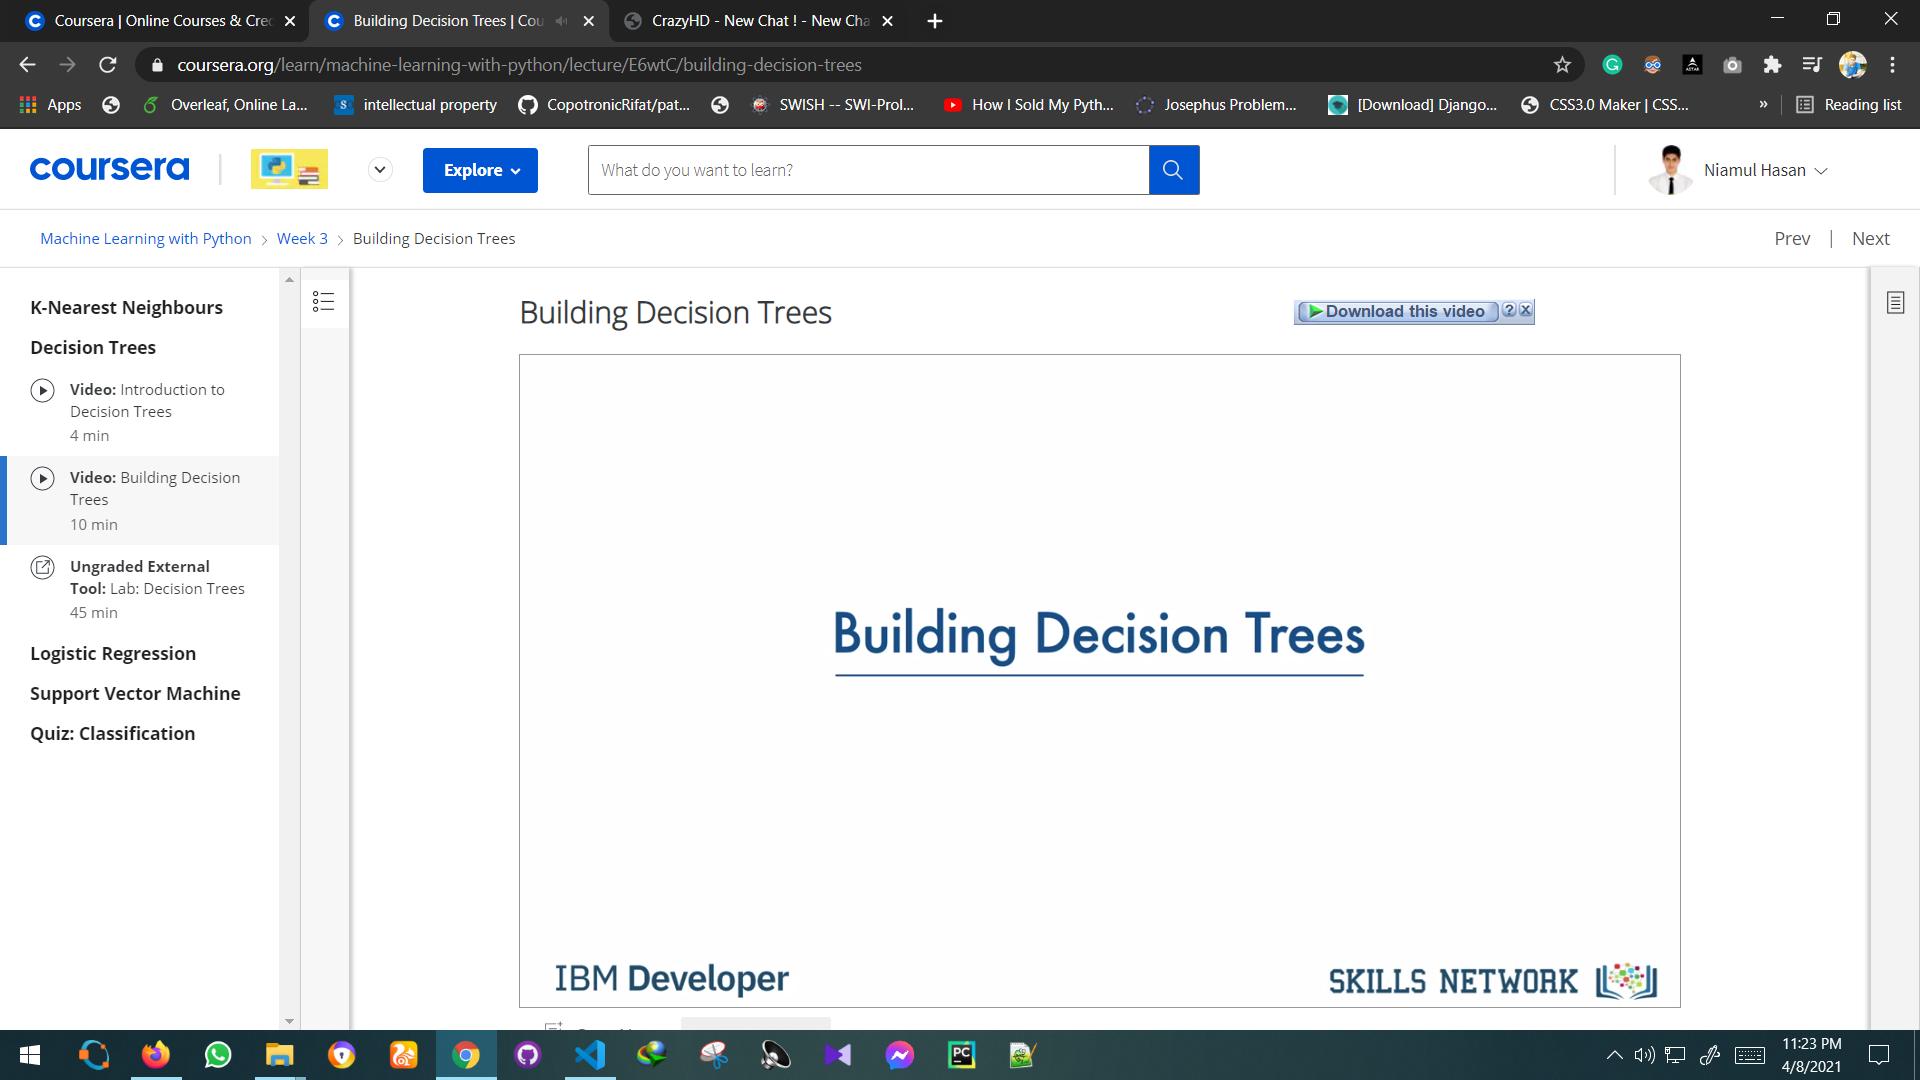 Coursera | Online Courses & Cre
Building Decision Trees | Cou
CrazyHD - New Chat ! - New Cha
coursera.org/learn/machine-learning-with-python/lecture/E6wtC/building-decision-trees
Apps
Overleaf, Online La...
intellectual property
CopotronicRifat/pat...
SWISH -- SWI-Prol...
How I Sold My Pyth...
Josephus Problem...
[Download] Django...
CSS3.0 Maker | CSS...
»
Reading list
coursera
Explore
What do you want to learn?
Niamul Hasan
Machine Learning with Python > Week 3 > Building Decision Trees
Prev | Next
K-Nearest Neighbours
Decision Trees
Video: Introduction to
Decision Trees
4 min
Video: Building Decision
Trees
10 min
Ungraded External
Tool: Lab: Decision Trees
45 min
Logistic Regression
Support Vector Machine
Quiz: Classification
Building Decision Trees
Download this video
Building Decision Trees
IBM Developer
SKILLS NETWORK
11:23 PM
4/8/2021